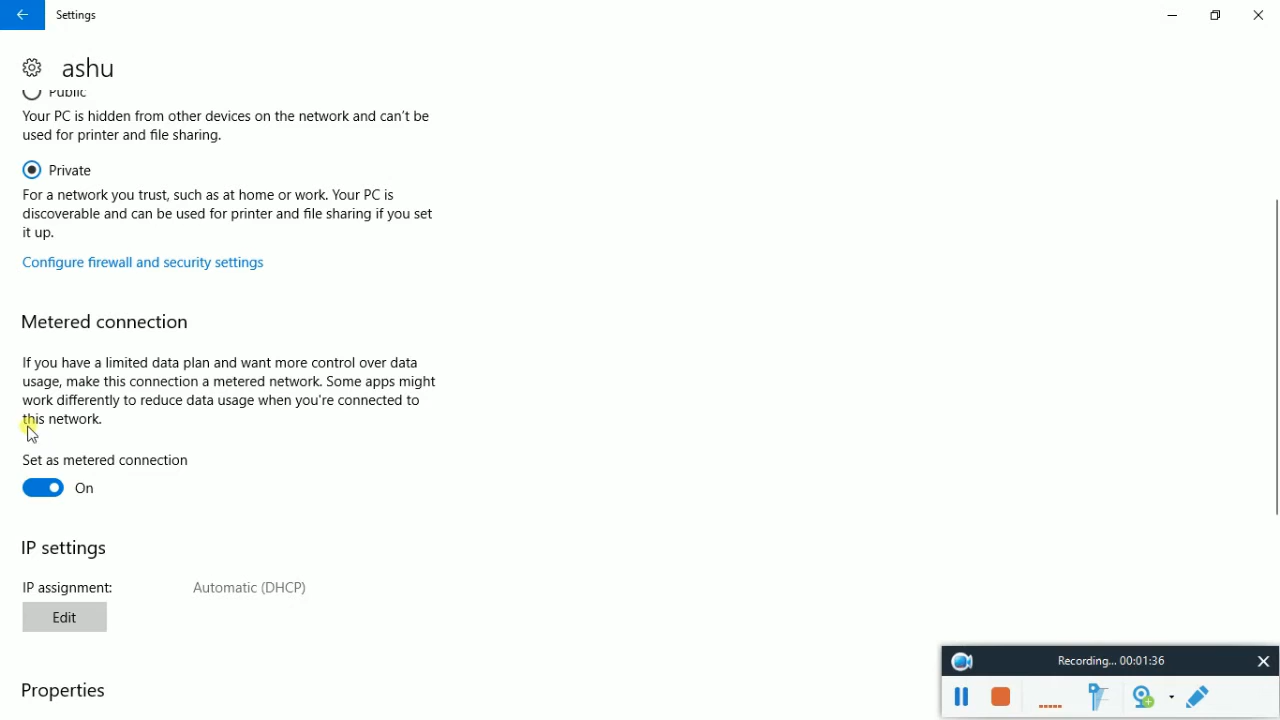 Settings
ashu
Public
Your PC is hidden from other devices on the network and can't be
used for printer and file sharing.
Private
For a network you trust, such as at home or work. Your PC is
discoverable and can be used for printer and file sharing if you set
it up.
Configure firewall and security settings
Metered connection
If you have a limited data plan and want more control over data
usage, make this connection a metered network. Some apps might
work differently to reduce data usage when you're connected to
this network.
Set as metered connection
On
IP settings
IP assignment: Automatic (DHCP)
Edit
Properties
Recording... 00:01:36